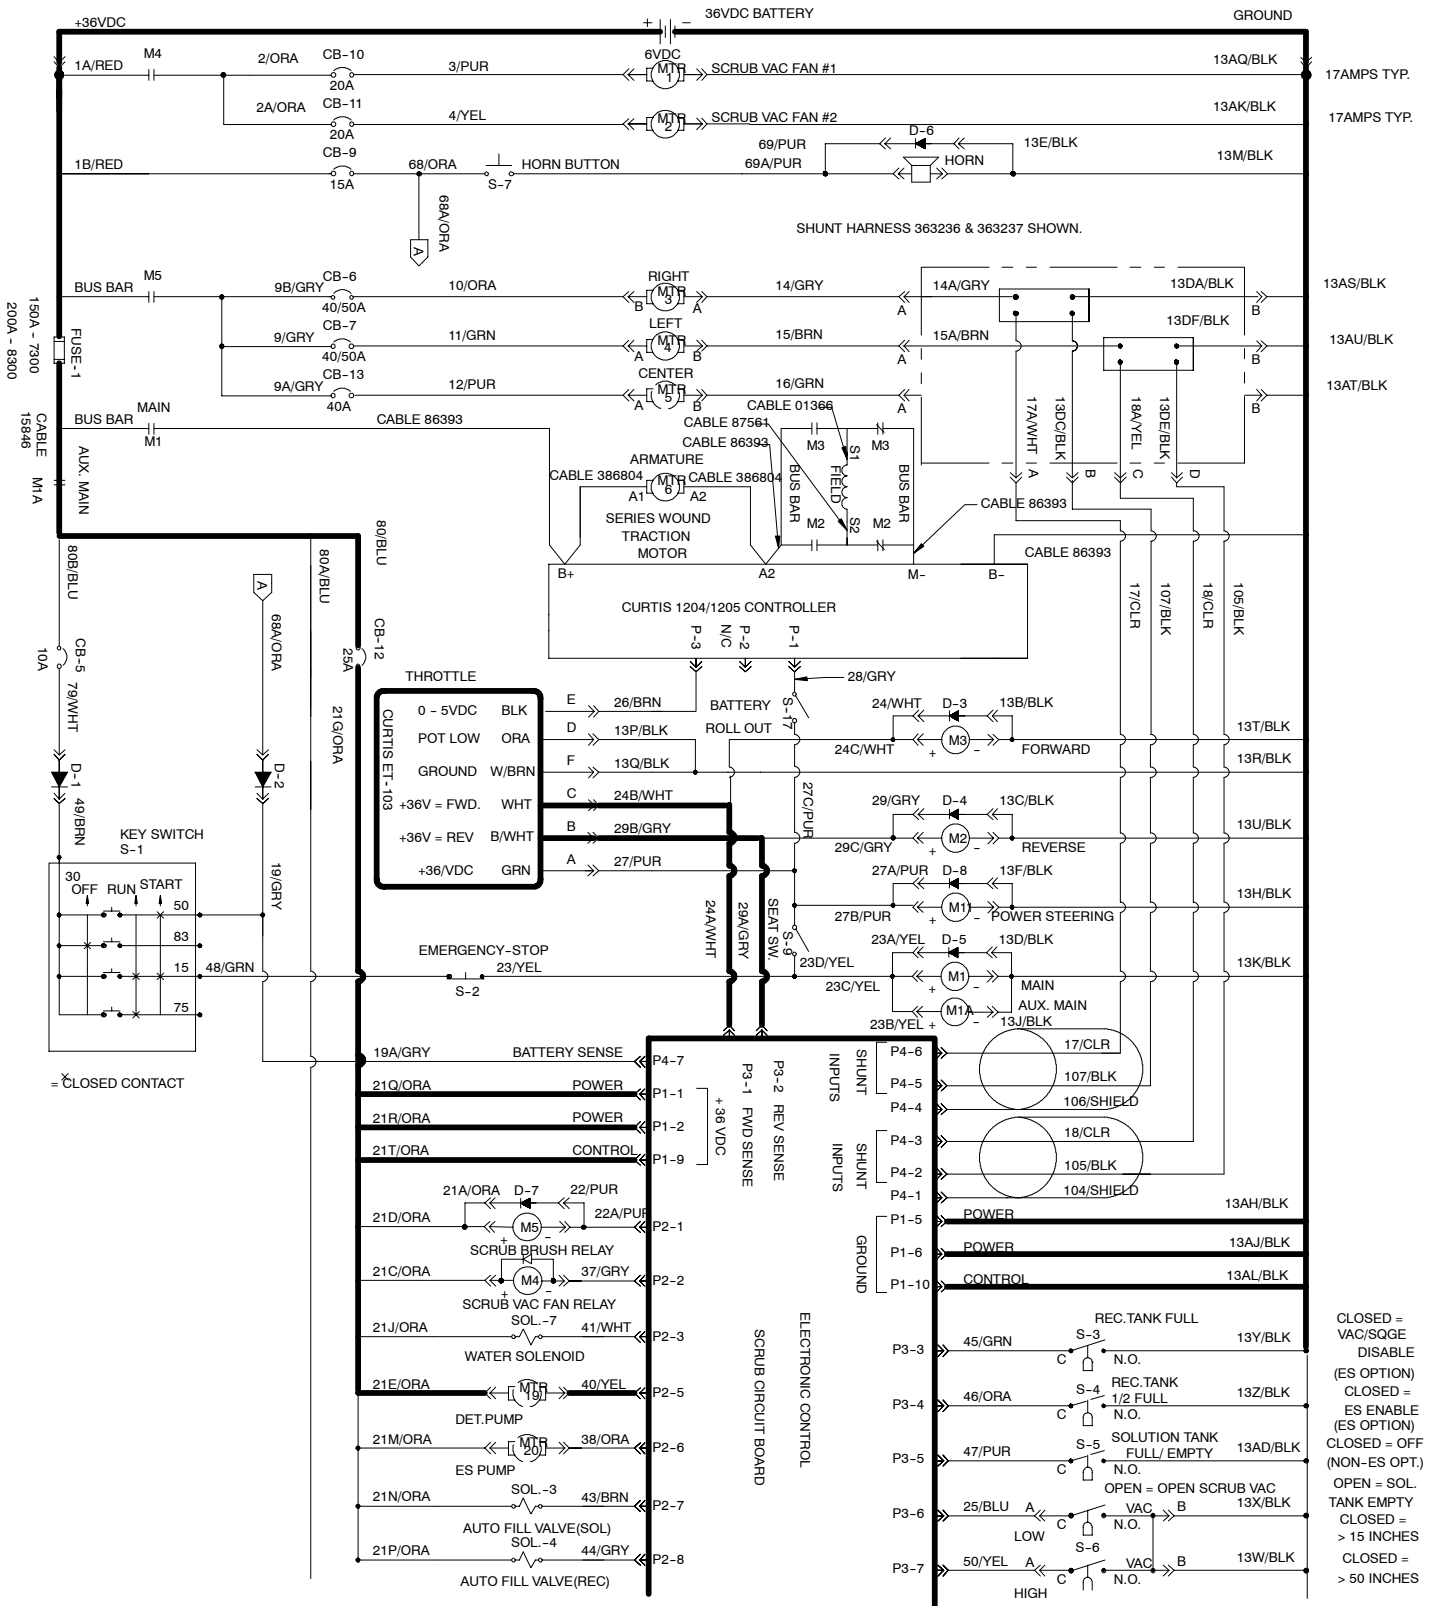 +36VDC
+ −
36VDC BATTERY
GROUND
1A/RED
M4
2/ORA
CB-10
20A
3/PUR
6VDC
MTR
1
SCRUB VAC FAN #1
13AQ/BLK
17AMPS TYP.
2A/ORA
CB-11
20A
4/YEL
MTR
2
SCRUB VAC FAN #2
13AK/BLK
17AMPS TYP.
1B/RED
CB-9
15A
68/ORA
S-7
HORN BUTTON
69/PUR
69A/PUR
D-6
13E/BLK
HORN
13M/BLK
68A/ORA
A
SHUNT HARNESS 363236 & 363237 SHOWN.
BUS BAR
M5
9B/GRY
CB-6
40/50A
10/ORA
RIGHT
B
MTR
3
A
14/GRY
A
14A/GRY
13DA/BLK
B
13AS/BLK
9/GRY
CB-7
40/50A
11/GRN
LEFT
A
MTR
4
B
15/BRN
A
15A/BRN
13DF/BLK
B
13AU/BLK
9A/GRY
CB-13
40A
12/PUR
CENTER
A
MTR
5
B
16/GRN
A
B
13AT/BLK
150A - 7300
200A - 8300
FUSE-1
CABLE
15846
M1A
AUX. MAIN
BUS BAR
MAIN
M1
CABLE 86393
CABLE 01366
CABLE 87561
CABLE 86393
M3
M3
S1
FIELD
S2
BUS BAR
BUS BAR
M2
M2
17A/WHT
13DC/BLK
18A/YEL
13DE/BLK
A
B
C
D
CABLE 386804
ARMATURE
A1
MTR
6
A2
CABLE 386804
SERIES WOUND
TRACTION
MOTOR
CABLE 86393
CABLE 86393
B+
A2
M-
B-
CURTIS 1204/1205 CONTROLLER
P-3
P-2
N/C
P-1
17/CLR
107/BLK
18/CLR
105/BLK
80B/BLU
80A/BLU
80/BLU
A
68A/ORA
CB-5
10A
79/WHT
CB-12
25A
21G/ORA
D-1
49/BRN
D-2
19/GRY
THROTTLE
CURTIS ET-103
0 - 5VDC BLK
POT LOW ORA
GROUND W/BRN
+36V = FWD. WHT
+36V = REV B/WHT
+36/VDC GRN
E 26/BRN
D 13P/BLK
F 13Q/BLK
C 24B/WHT
B 29B/GRY
A 27/PUR
28/GRY
BATTERY
ROLL OUT
S-17
27C/PUR
24/WHT
D-3
13B/BLK
24C/WHT
+
M3
-
FORWARD
13T/BLK
13R/BLK
29/GRY
D-4
13C/BLK
29C/GRY
+
M2
-
REVERSE
13U/BLK
27A/PUR
D-8
13F/BLK
27B/PUR
M11
POWER STEERING
13H/BLK
S-9
SEAT SW.
24A/WHT
29A/GRY
23D/YEL
23A/YEL
D-5
13D/BLK
23C/YEL
+
M1
-
MAIN
13K/BLK
23B/YEL
+
M1A
-
AUX. MAIN
13J/BLK
KEY SWITCH
S-1
30
OFF RUN START
50
83
15
75
48/GRN
EMERGENCY-STOP
S-2
23/YEL
X
= CLOSED CONTACT
19A/GRY BATTERY SENSE P4-7
21Q/ORA POWER P1-1
21R/ORA POWER P1-2
21T/ORA CONTROL P1-9
+ 36 VDC
P3-1 FWD SENSE
P3-2 REV SENSE
SHUNT
INPUTS
P4-6 17/CLR
P4-5 107/BLK
P4-4 106/SHIELD
SHUNT
INPUTS
P4-3 18/CLR
P4-2 105/BLK
P4-1 104/SHIELD
GROUND
P1-5 POWER 13AH/BLK
P1-6 POWER 13AJ/BLK
P1-10 CONTROL 13AL/BLK
21A/ORA
D-7
22/PUR
21D/ORA
+
M5
-
22A/PUR
P2-1
SCRUB BRUSH RELAY
21C/ORA
+
M4
-
37/GRY
P2-2
SCRUB VAC FAN RELAY
21J/ORA
SOL.-7
41/WHT
P2-3
WATER SOLENOID
21E/ORA
MTR
19
40/YEL
P2-5
DET.PUMP
21M/ORA
MTR
20
38/ORA
P2-6
ES PUMP
21N/ORA
SOL.-3
43/BRN
P2-7
AUTO FILL VALVE(SOL)
21P/ORA
SOL.-4
44/GRY
P2-8
AUTO FILL VALVE(REC)
SCRUB CIRCUIT BOARD
ELECTRONIC CONTROL
P3-3
45/GRN
REC.TANK FULL
S-3
C
N.O.
13Y/BLK
CLOSED =
VAC/SQGE
DISABLE
P3-4
46/ORA
S-4
C
REC.TANK
1/2 FULL
N.O.
13Z/BLK
(ES OPTION)
CLOSED =
ES ENABLE
(ES OPTION)
P3-5
47/PUR
S-5
C
SOLUTION TANK
FULL/ EMPTY
N.O.
13AD/BLK
CLOSED = OFF
(NON-ES OPT.)
OPEN = SOL.
TANK EMPTY
P3-6
25/BLU
A
LOW
OPEN = OPEN SCRUB VAC
C
VAC
N.O.
B
13X/BLK
CLOSED =
> 15 INCHES
P3-7
50/YEL
A
HIGH
S-6
C
VAC
N.O.
B
13W/BLK
CLOSED =
> 50 INCHES